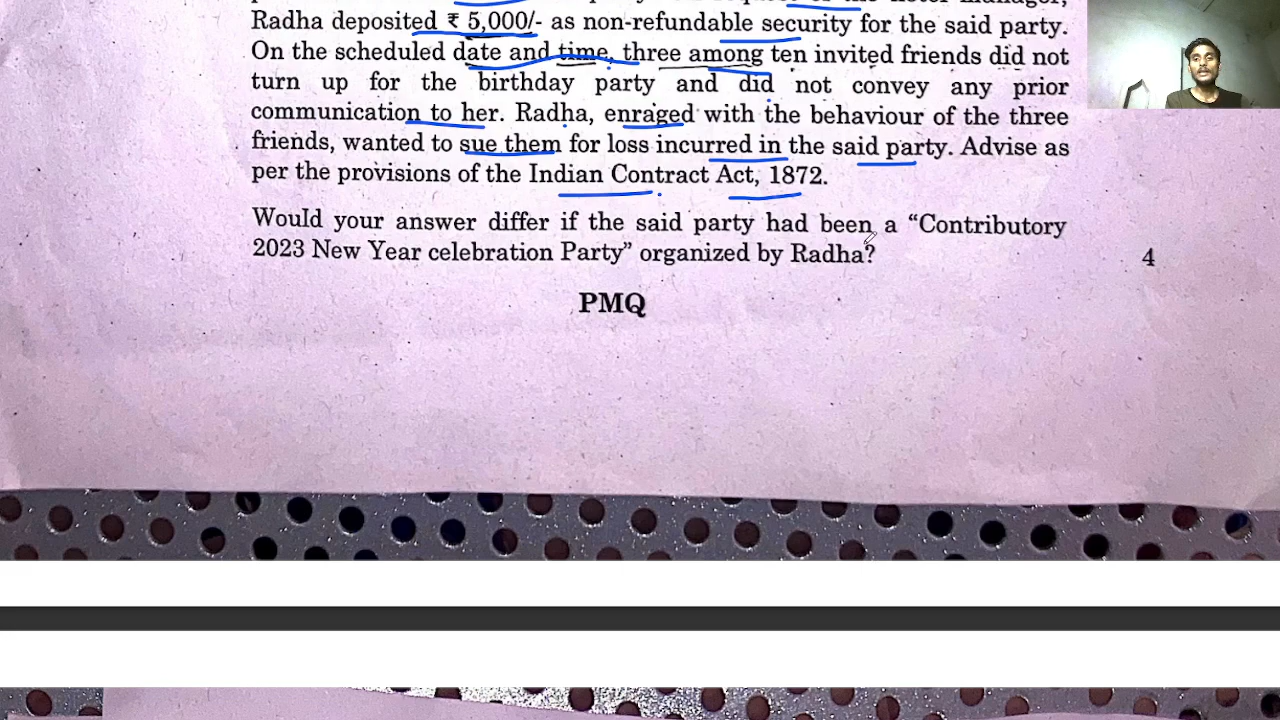 Radha deposited ₹ 5,000/- as non-refundable security for the said party.
On the scheduled date and time, three among ten invited friends did not
turn up for the birthday party and did not convey any prior
communication to her. Radha, enraged with the behaviour of the three
friends, wanted to sue them for loss incurred in the said party. Advise as
per the provisions of the Indian Contract Act, 1872.
Would your answer differ if the said party had been a “Contributory
2023 New Year celebration Party” organized by Radha?
4
PMQ